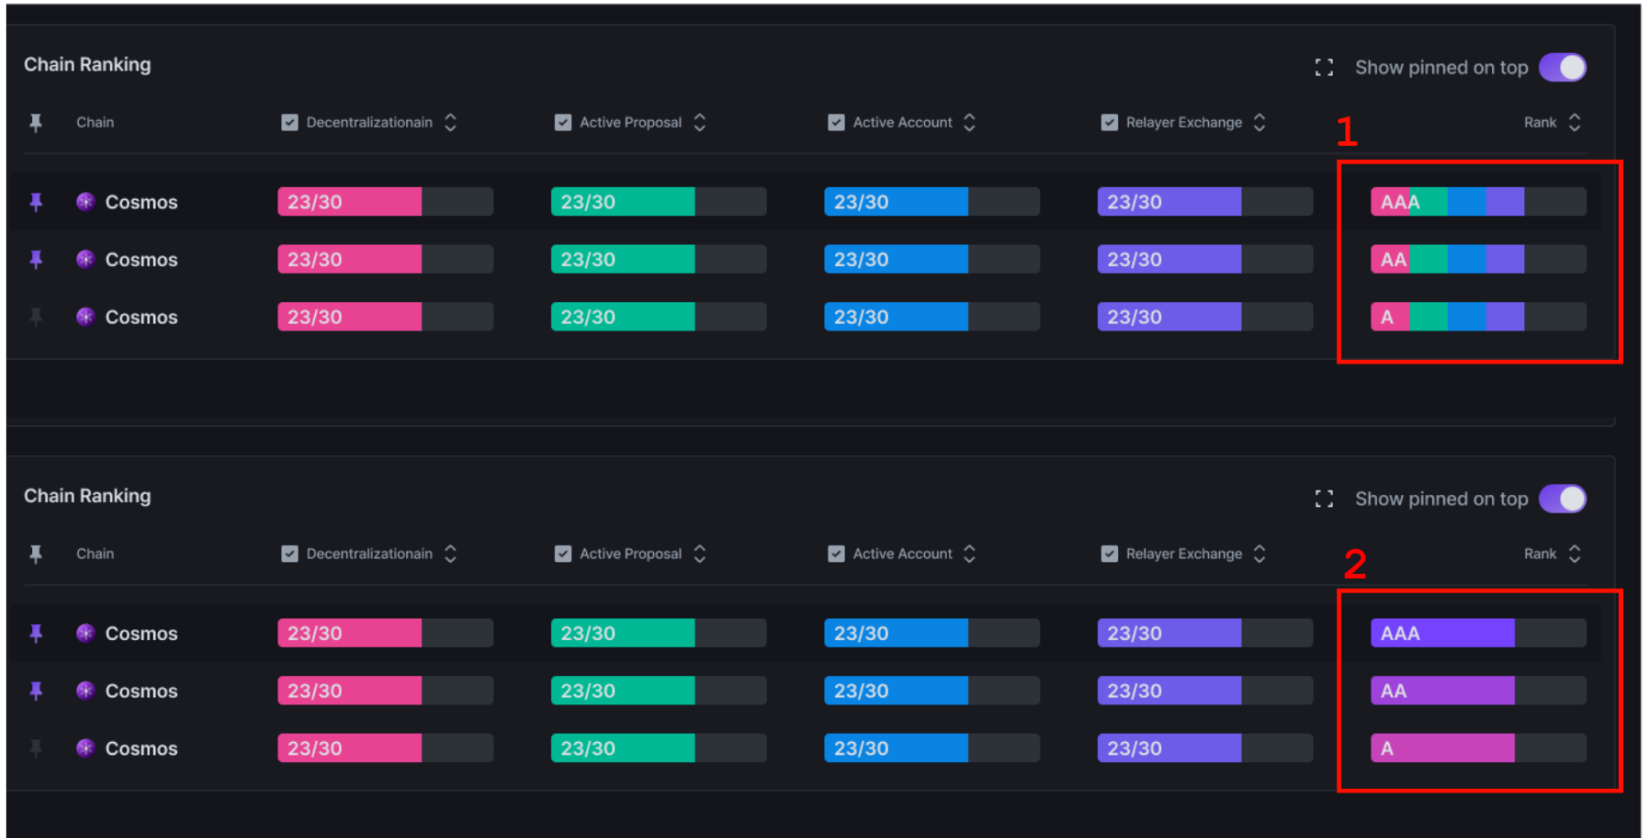 Chain Ranking
Show pinned on top
Chain Decentralizationain Active Proposal Active Account Relayer Exchange Rank
1
Cosmos 23/30 23/30 23/30 23/30 AAA
Cosmos 23/30 23/30 23/30 23/30 AA
Cosmos 23/30 23/30 23/30 23/30 A
Chain Ranking
Show pinned on top
Chain Decentralizationain Active Proposal Active Account Relayer Exchange Rank
2
Cosmos 23/30 23/30 23/30 23/30 AAA
Cosmos 23/30 23/30 23/30 23/30 AA
Cosmos 23/30 23/30 23/30 23/30 A